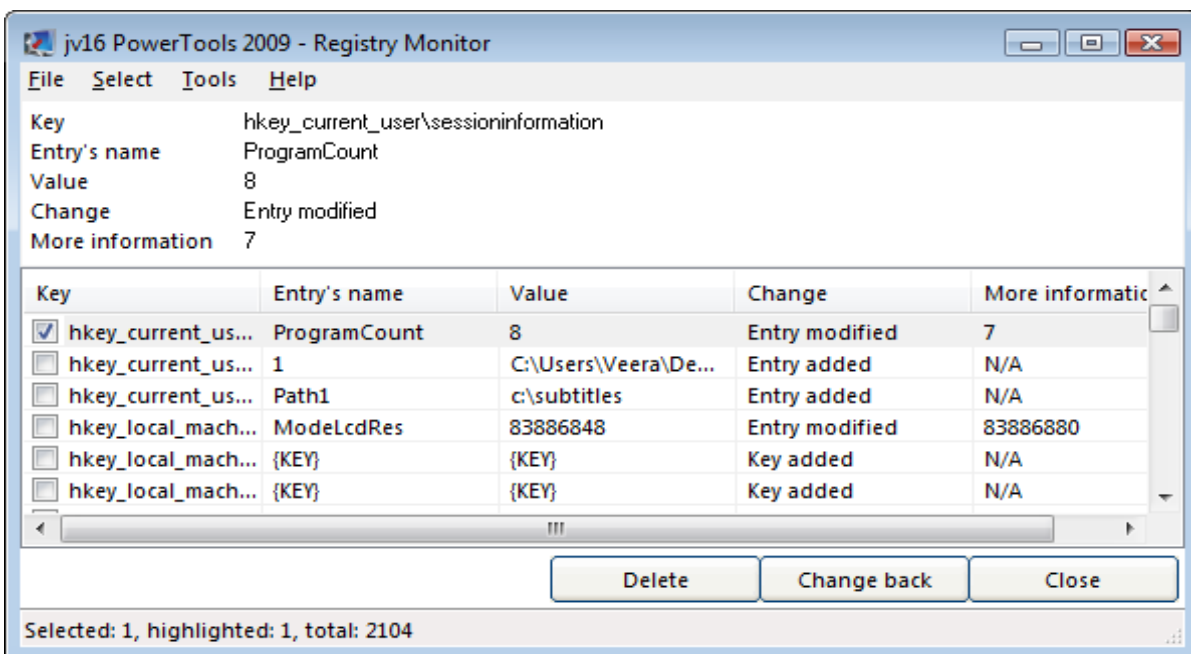 jv16 PowerTools 2009 - Registry Monitor
File Select Tools Help
Key hkey_current_user\sessioninformation
Entry's name ProgramCount
Value 8
Change Entry modified
More information 7
Key Entry's name Value Change More informatic
hkey_current_us... ProgramCount 8 Entry modified 7
hkey_current_us... 1 C:\Users\Veera\De... Entry added N/A
hkey_current_us... Path1 c:\subtitles Entry added N/A
hkey_local_mach... ModeLcdRes 83886848 Entry modified 83886880
hkey_local_mach... {KEY} {KEY} Key added N/A
hkey_local_mach... {KEY} {KEY} Key added N/A
Delete Change back Close
Selected: 1, highlighted: 1, total: 2104